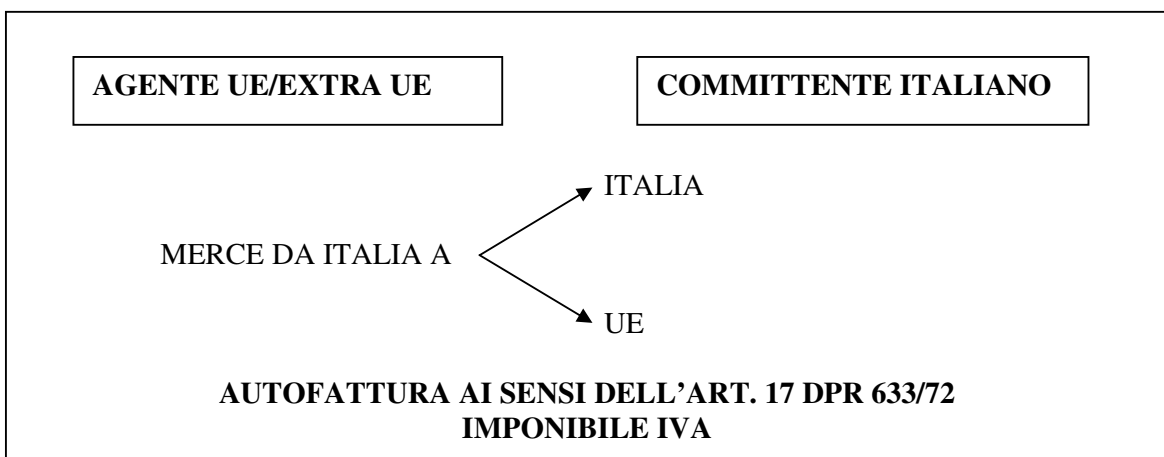 AGENTE UE/EXTRA UE
COMMITTENTE ITALIANO
ITALIA
MERCE DA ITALIA A
UE
AUTOFATTURA AI SENSI DELL’ART. 17 DPR 633/72
IMPONIBILE IVA